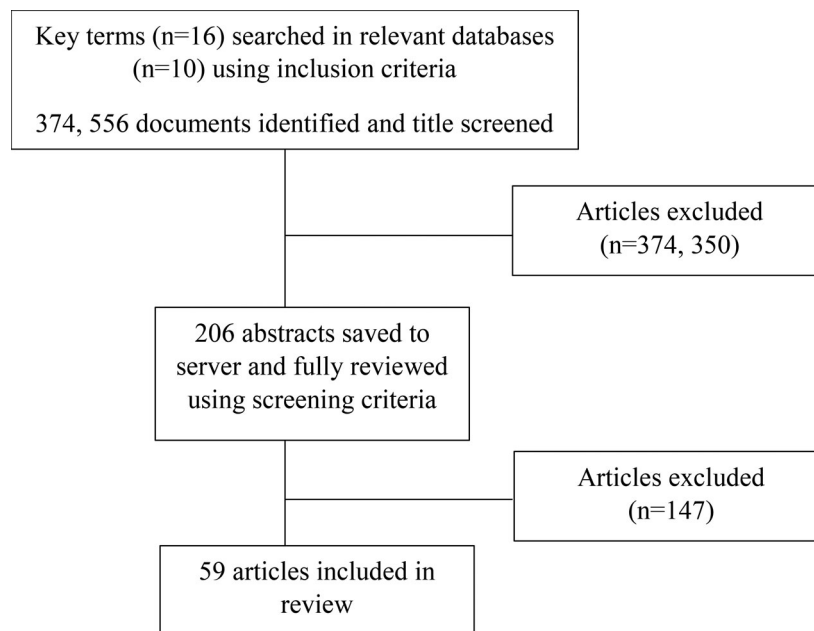 Key terms (n=16) searched in relevant databases
(n=10) using inclusion criteria
374, 556 documents identified and title screened
Articles excluded
(n=374, 350)
206 abstracts saved to
server and fully reviewed
using screening criteria
Articles excluded
(n=147)
59 articles included in
review